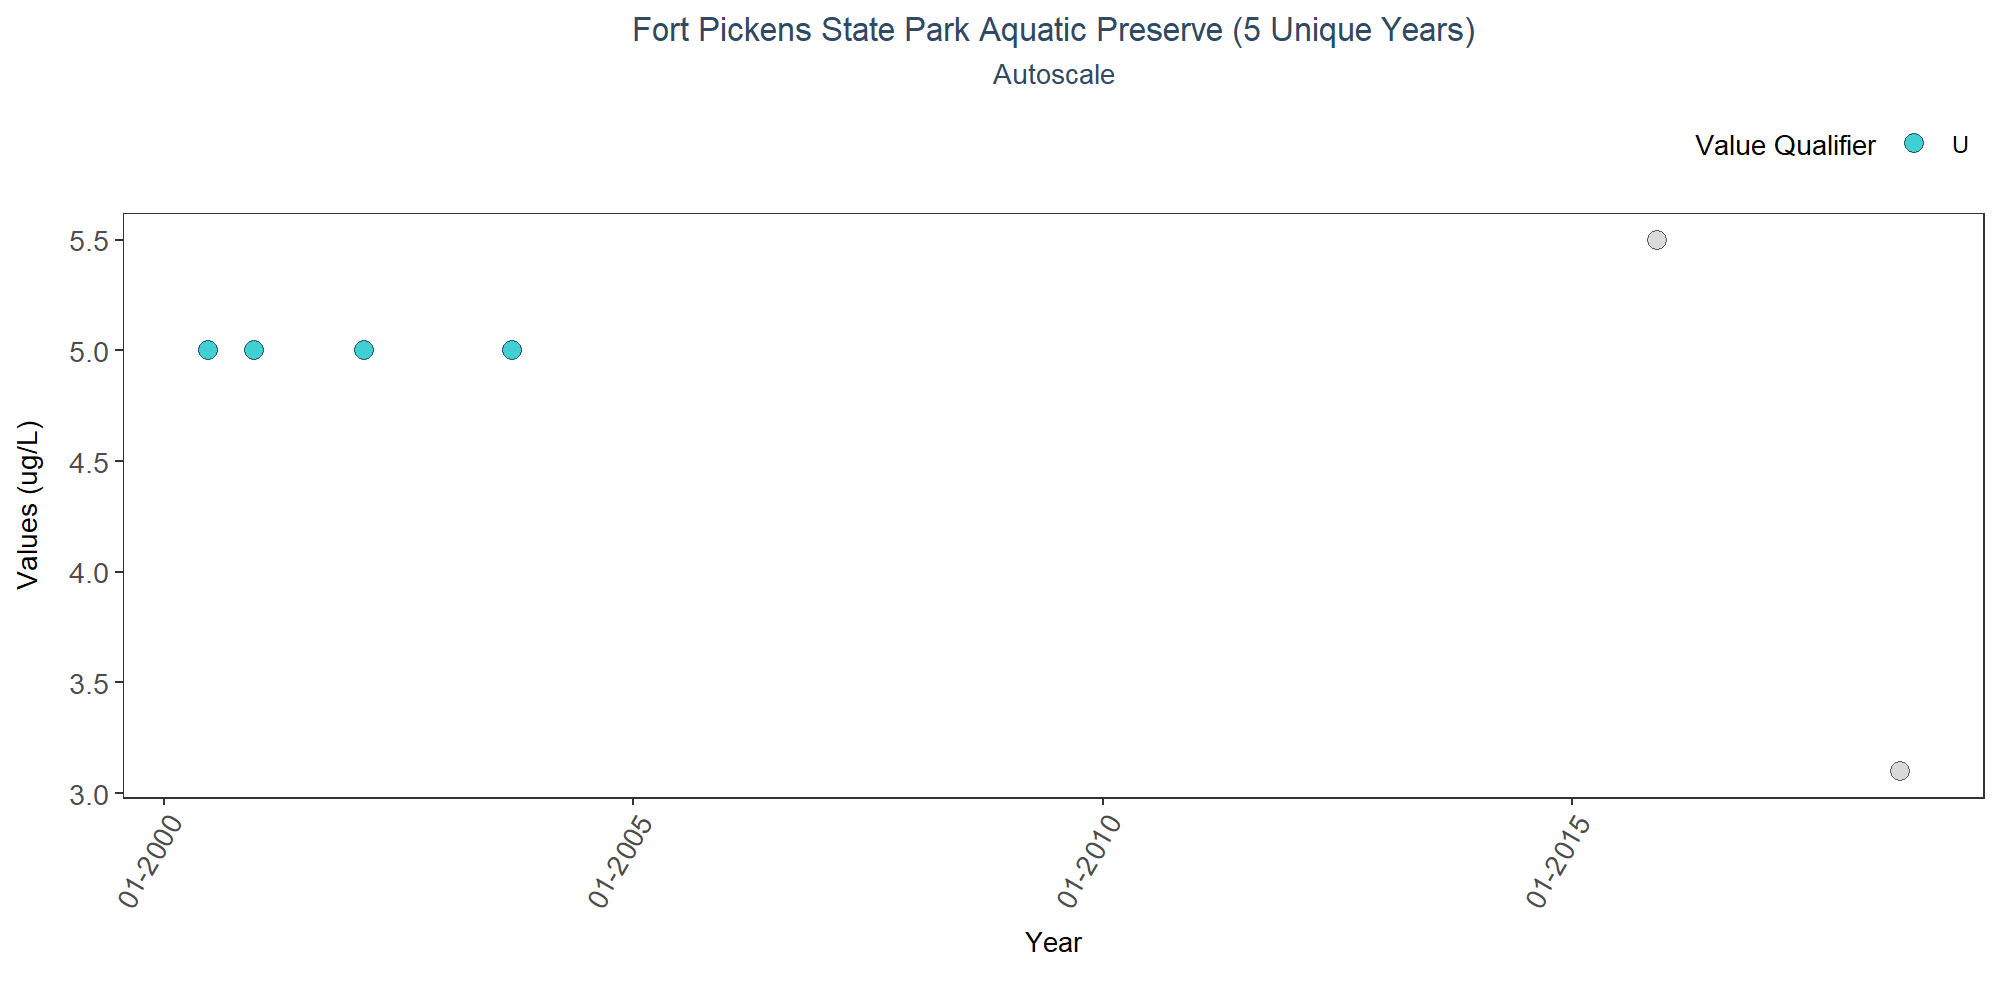 Fort Pickens State Park Aquatic Preserve (5 Unique Years)
Autoscale
Value Qualifier U
Values (ug/L)
5.5
5.0
4.5
4.0
3.5
3.0
01-2000 01-2005 01-2010 01-2015
Year